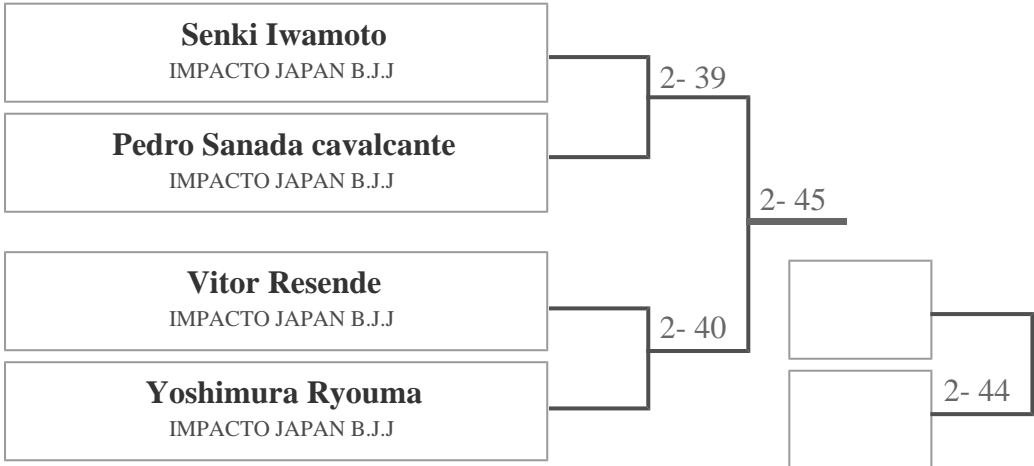 Senki Iwamoto
IMPACTO JAPAN B.J.J
2- 39
Pedro Sanada cavalcante
IMPACTO JAPAN B.J.J
2- 45
Vitor Resende
IMPACTO JAPAN B.J.J
2- 40
Yoshimura Ryouma
IMPACTO JAPAN B.J.J
2- 44